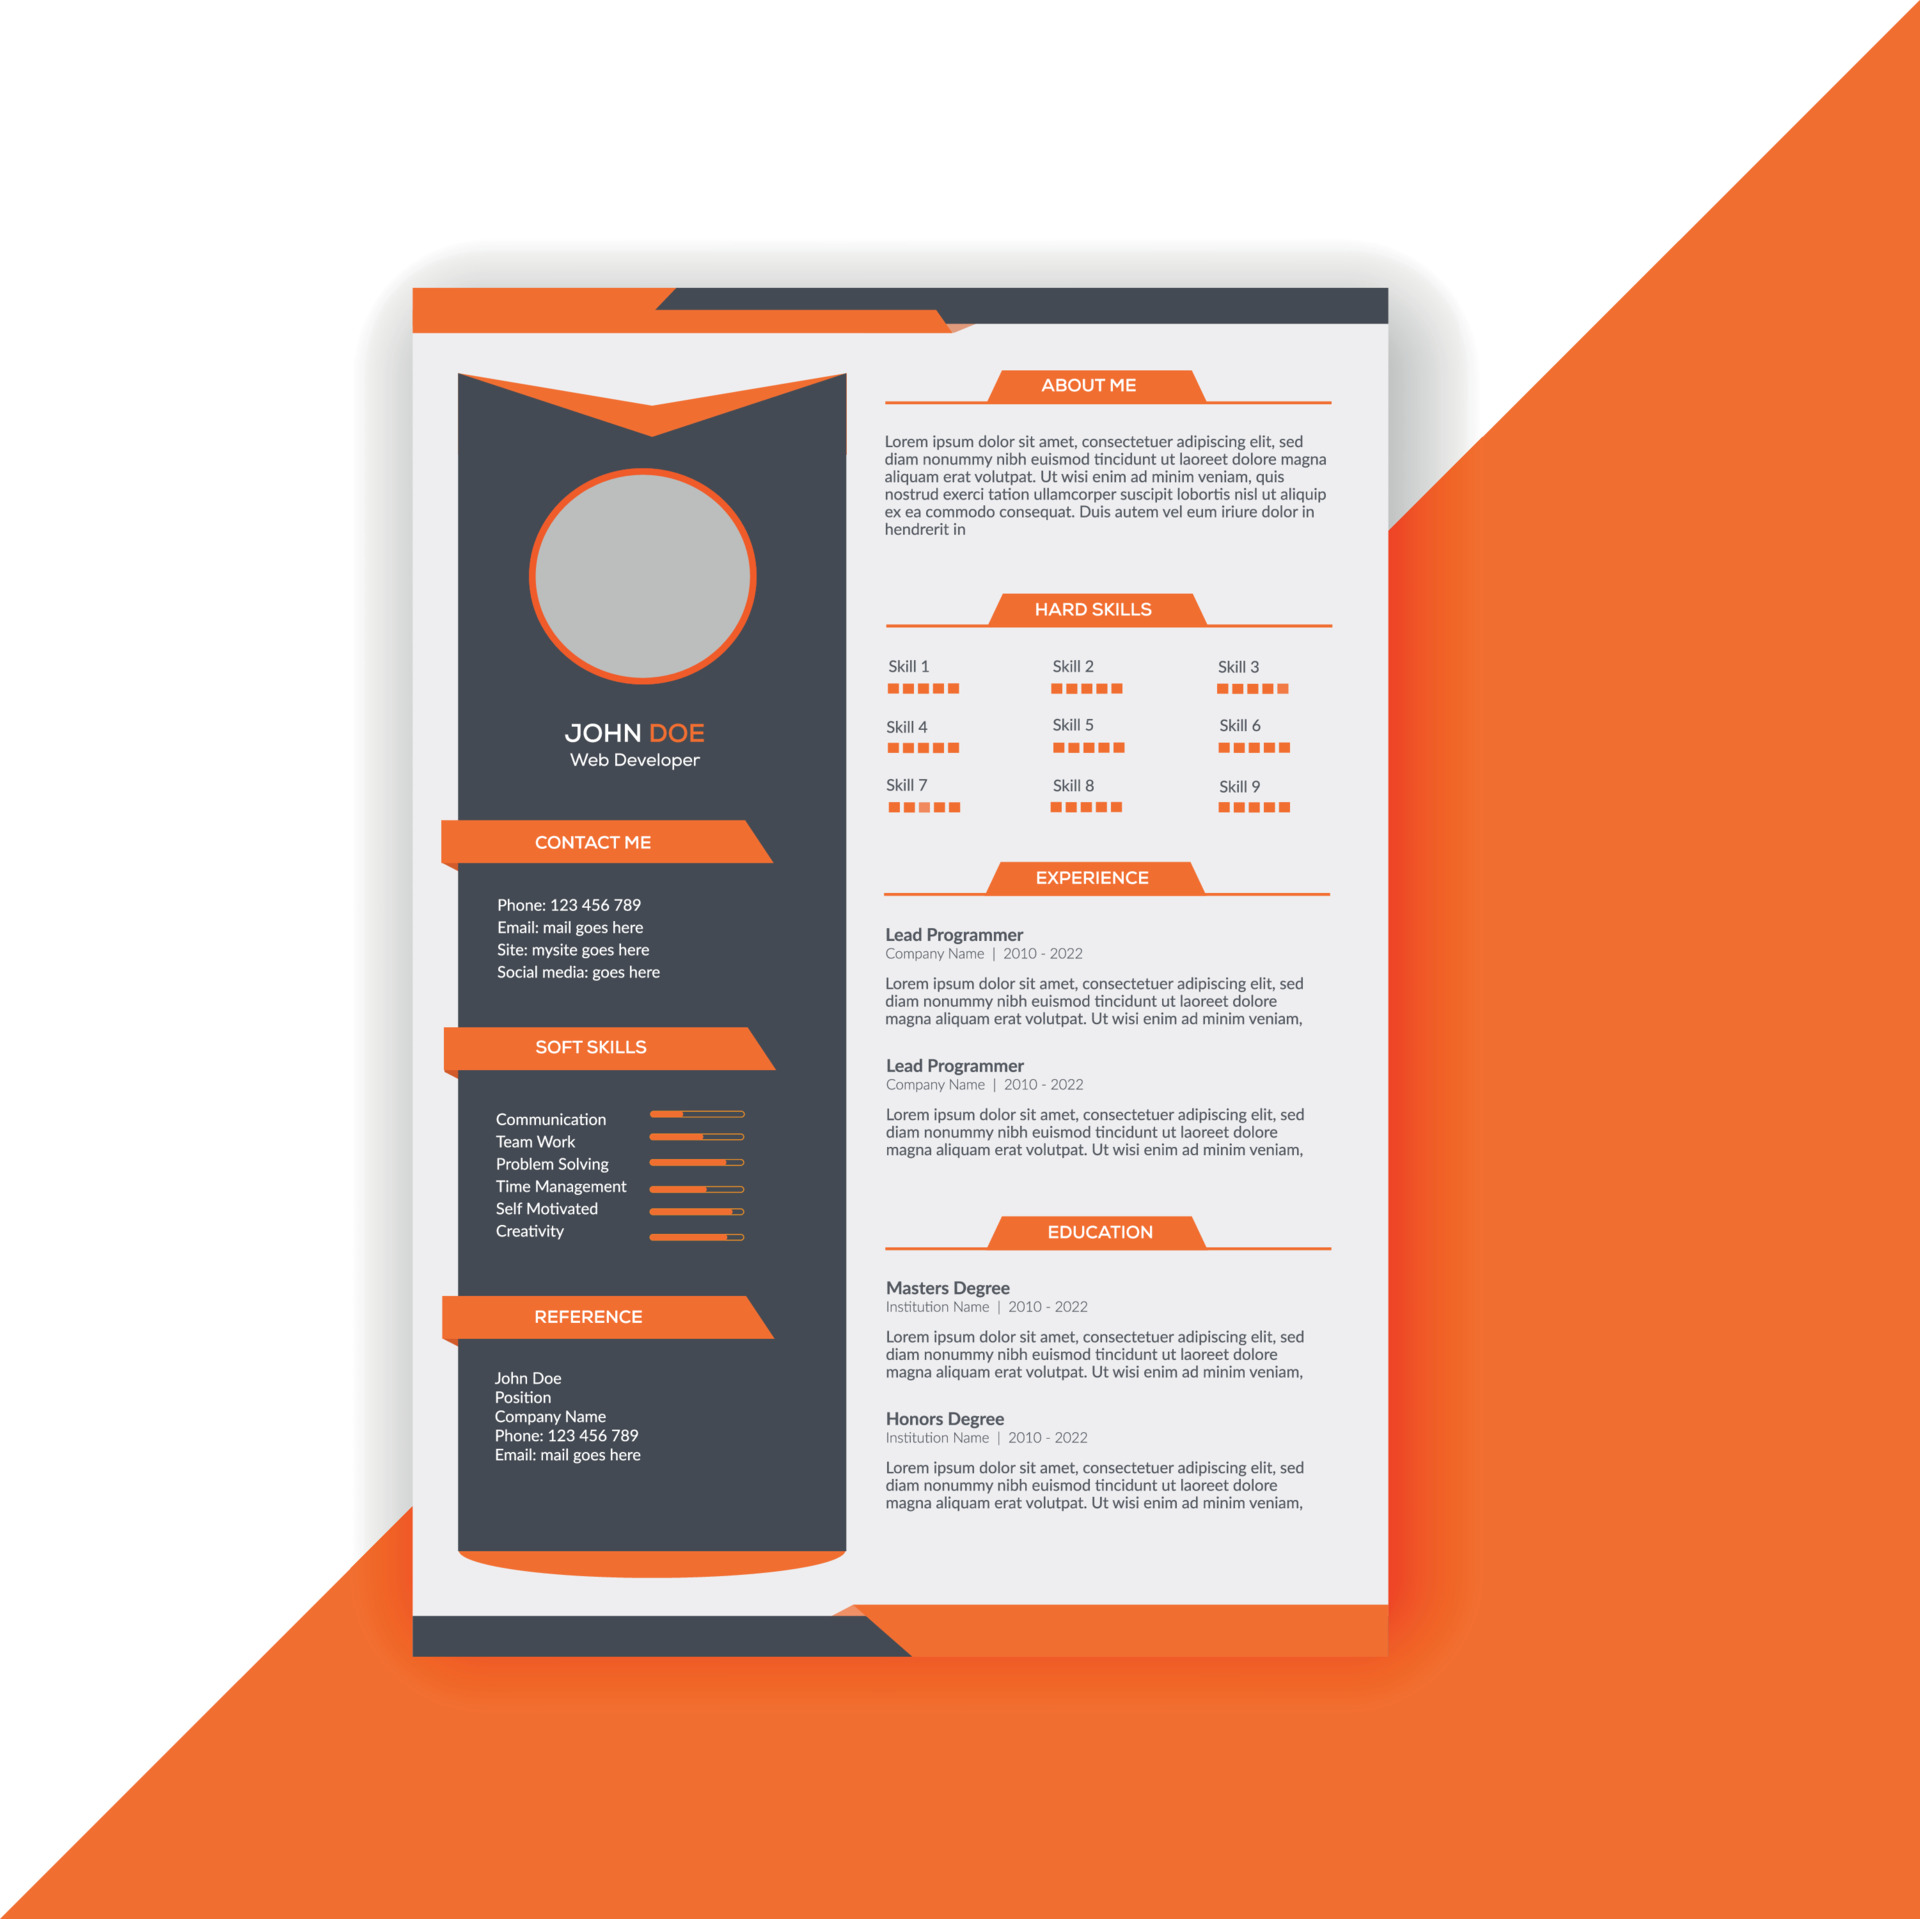 JOHN DOE
Web Developer
CONTACT ME
Phone: 123 456 789
Email: mail goes here
Site: mysite goes here
Social media: goes here
SOFT SKILLS
Communication
Team Work
Problem Solving
Time Management
Self Motivated
Creativity
REFERENCE
John Doe
Position
Company Name
Phone: 123 456 789
Email: mail goes here
ABOUT ME
Lorem ipsum dolor sit amet, consectetuer adipiscing elit, sed
diam nonummy nibh euismod tincidunt ut laoreet dolore magna
aliquam erat volutpat. Ut wisi enim ad minim veniam, quis
nostrud exerci tation ullamcorper suscipit lobortis nisl ut aliquip
ex ea commodo consequat. Duis autem vel eum iriure dolor in
hendrerit in
HARD SKILLS
Skill 1 Skill 2 Skill 3
Skill 4 Skill 5 Skill 6
Skill 7 Skill 8 Skill 9
EXPERIENCE
Lead Programmer
Company Name | 2010 - 2022
Lorem ipsum dolor sit amet, consectetuer adipiscing elit, sed
diam nonummy nibh euismod tincidunt ut laoreet dolore
magna aliquam erat volutpat. Ut wisi enim ad minim veniam,
Lead Programmer
Company Name | 2010 - 2022
Lorem ipsum dolor sit amet, consectetuer adipiscing elit, sed
diam nonummy nibh euismod tincidunt ut laoreet dolore
magna aliquam erat volutpat. Ut wisi enim ad minim veniam,
EDUCATION
Masters Degree
Institution Name | 2010 - 2022
Lorem ipsum dolor sit amet, consectetuer adipiscing elit, sed
diam nonummy nibh euismod tincidunt ut laoreet dolore
magna aliquam erat volutpat. Ut wisi enim ad minim veniam,
Honors Degree
Institution Name | 2010 - 2022
Lorem ipsum dolor sit amet, consectetuer adipiscing elit, sed
diam nonummy nibh euismod tincidunt ut laoreet dolore
magna aliquam erat volutpat. Ut wisi enim ad minim veniam,